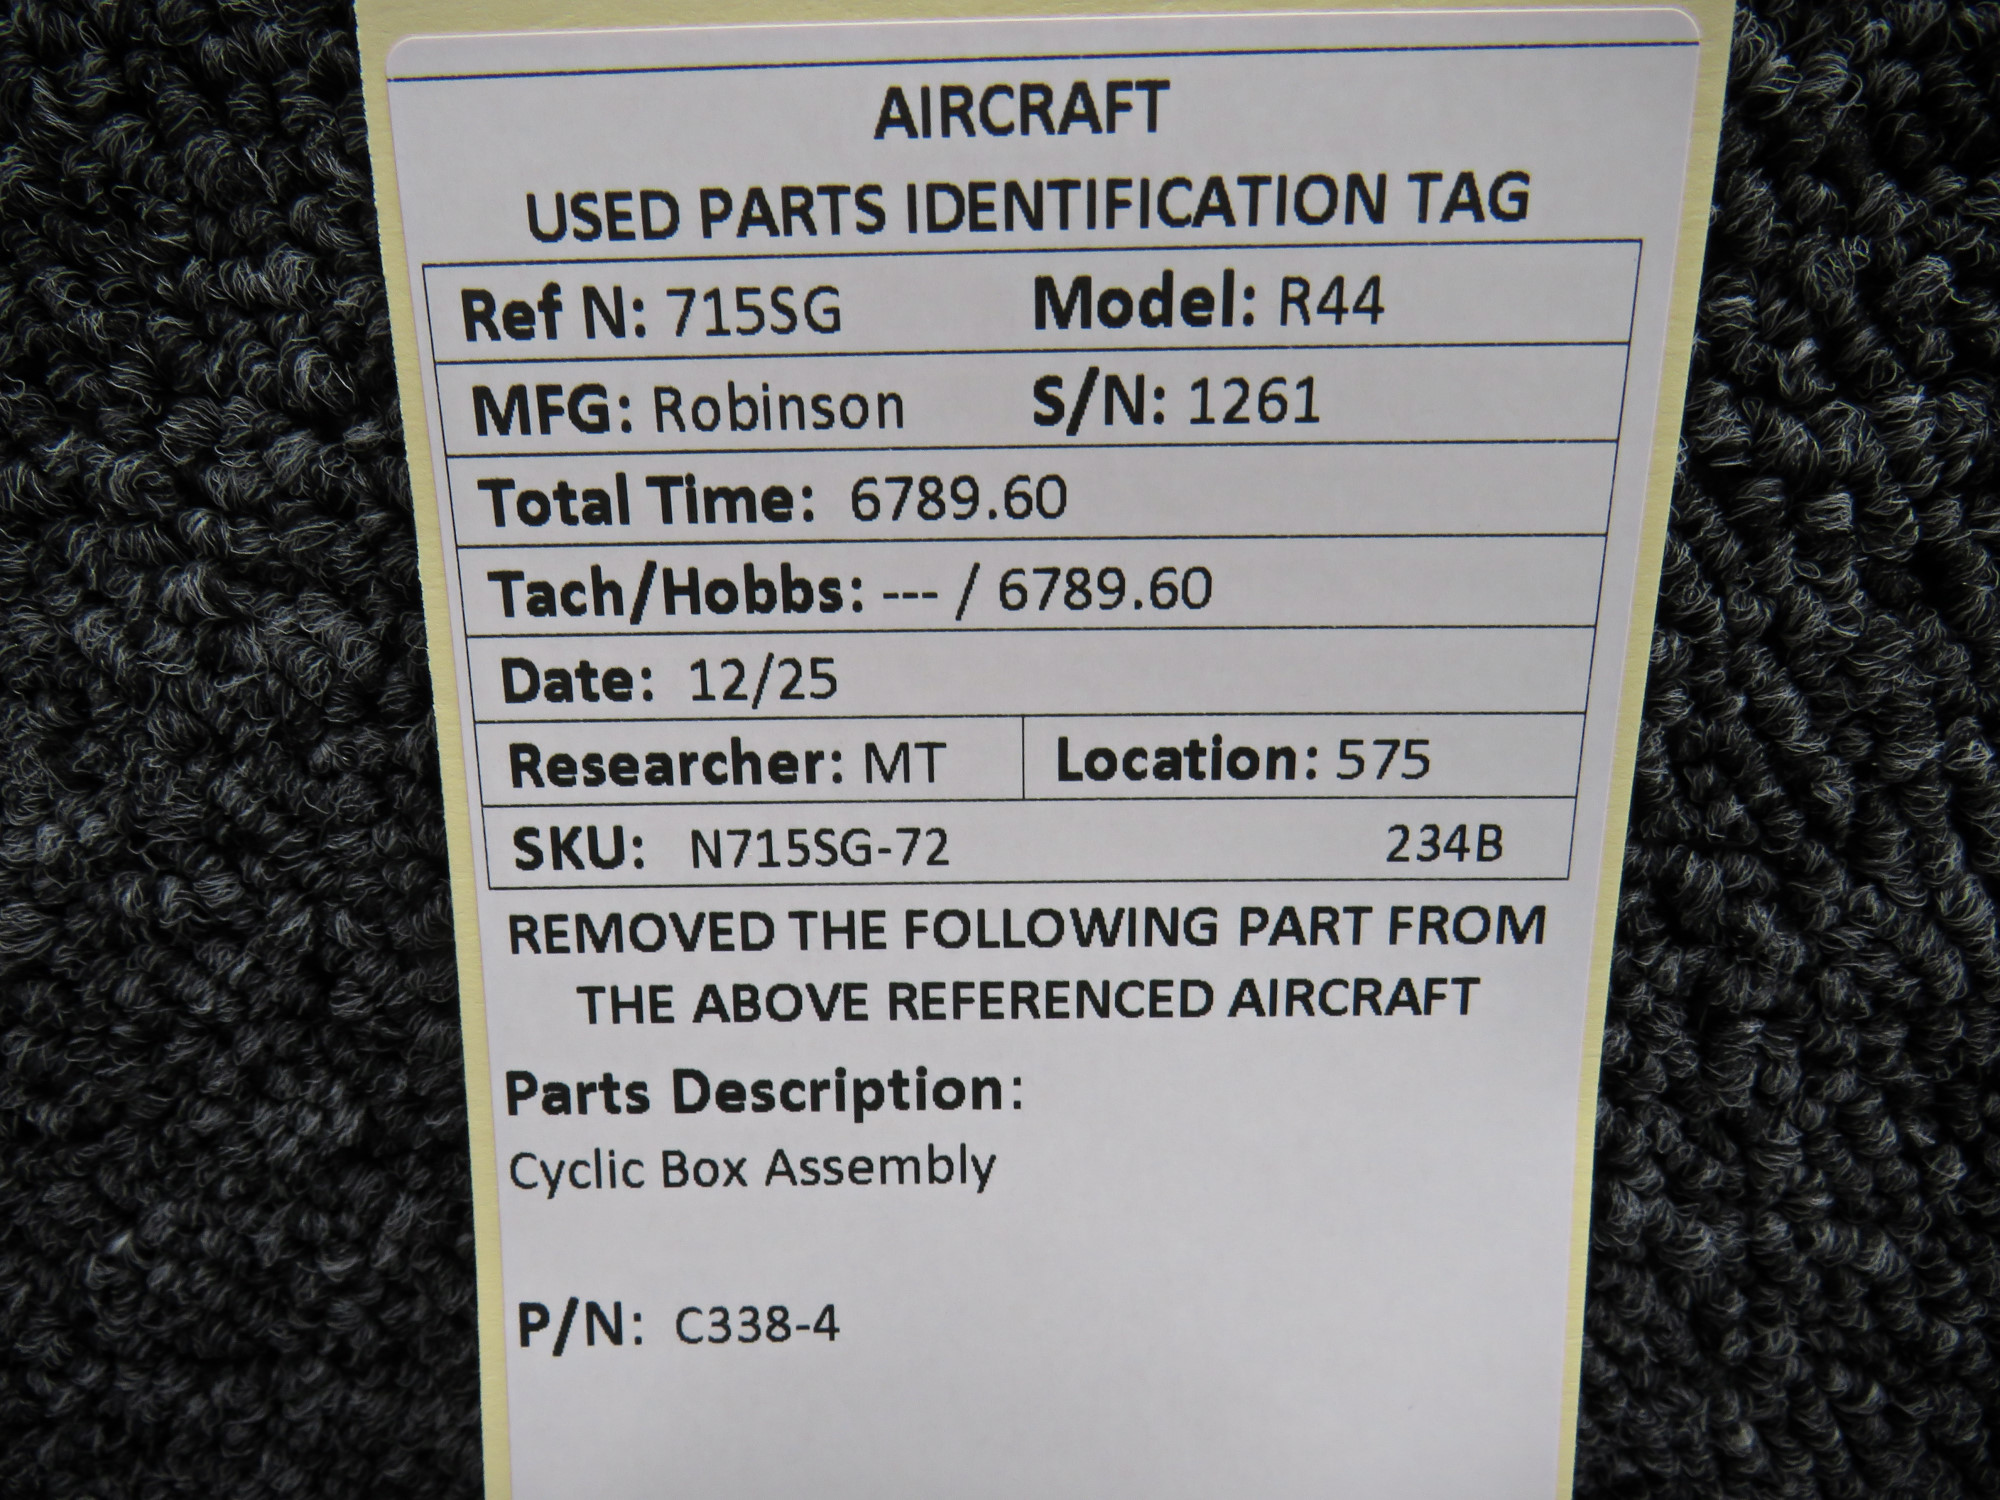 AIRCRAFT
USED PARTS IDENTIFICATION TAG
Ref N: 715SG Model: R44
MFG: Robinson S/N: 1261
Total Time: 6789.60
Tach/Hobbs: --- / 6789.60
Date: 12/25
Researcher: MT Location: 575
SKU: N715SG-72 234B
REMOVED THE FOLLOWING PART FROM
THE ABOVE REFERENCED AIRCRAFT
Parts Description:
Cyclic Box Assembly
P/N: C338-4